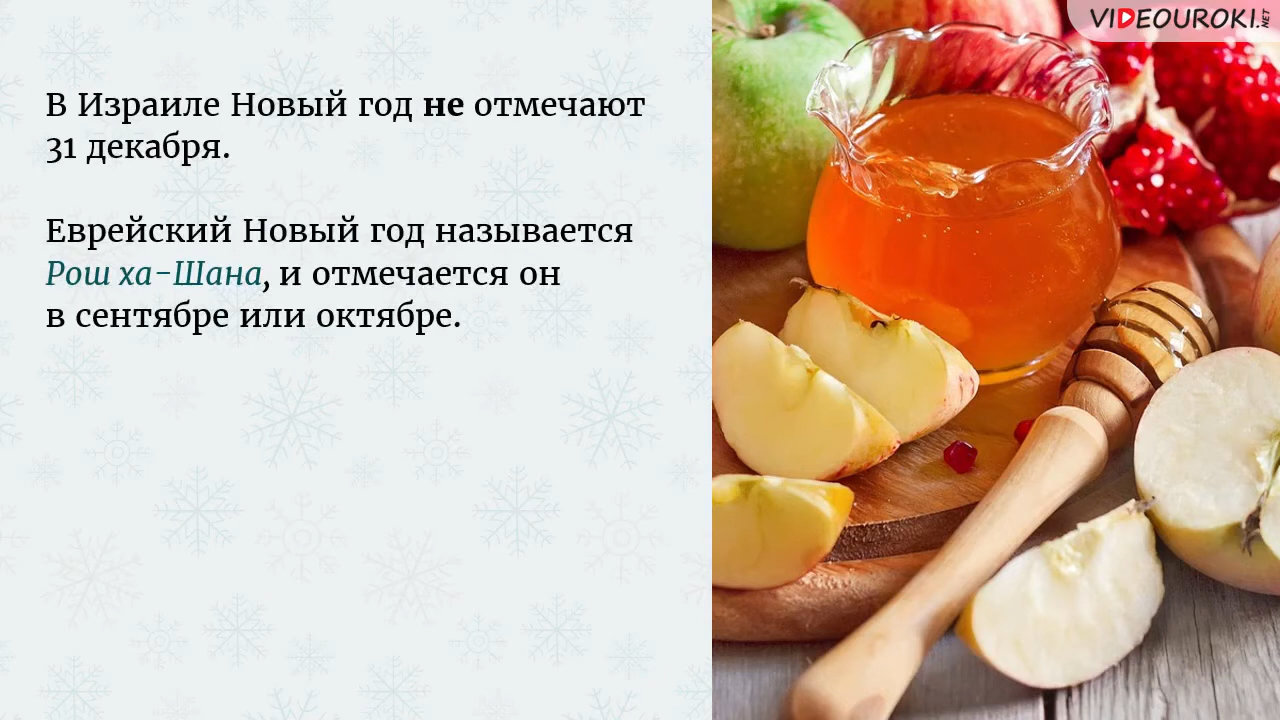 VIDEOUROKI.NET
В Израиле Новый год не отмечают
31 декабря.
Еврейский Новый год называется
Рош ха-Шана, и отмечается он
в сентябре или октябре.